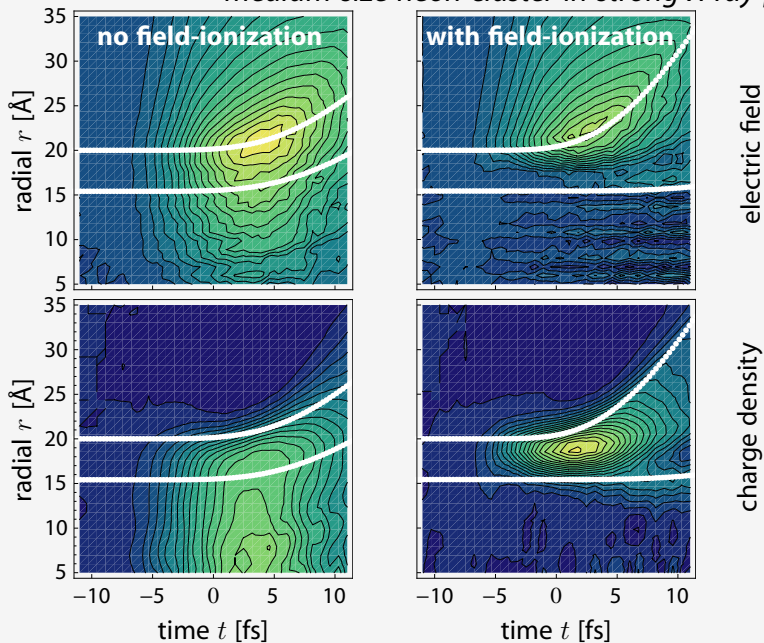 no field-ionization
with field-ionization
35
30
25
20
15
10
5
radial r [Å]
electric field
35
30
25
20
15
10
5
radial r [Å]
charge density
−10 −5 0 5 10
−10 −5 0 5 10
time t [fs]
time t [fs]